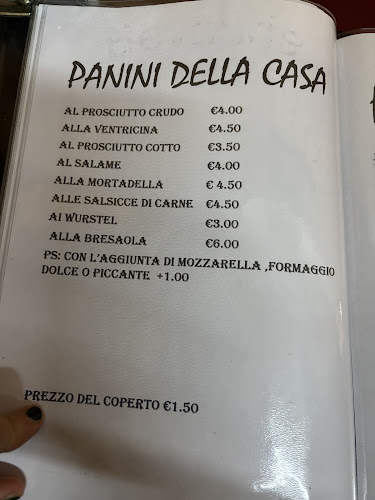 PANINI DELLA CASA
AL PROSCIUTTO CRUDO €4.00
ALLA VENTRICINA €4.50
AL PROSCIUTTO COTTO €3.50
AL SALAME €4.00
ALLA MORTADELLA € 4.50
ALLE SALSICCE DI CARNE €4.50
AI WURSTEL €3.00
ALLA BRESAOLA €6.00
PS: CON L'AGGIUNTA DI MOZZARELLA ,FORMAGGIO
DOLCE O PICCANTE +1.00
PREZZO DEL COPERTO €1.50